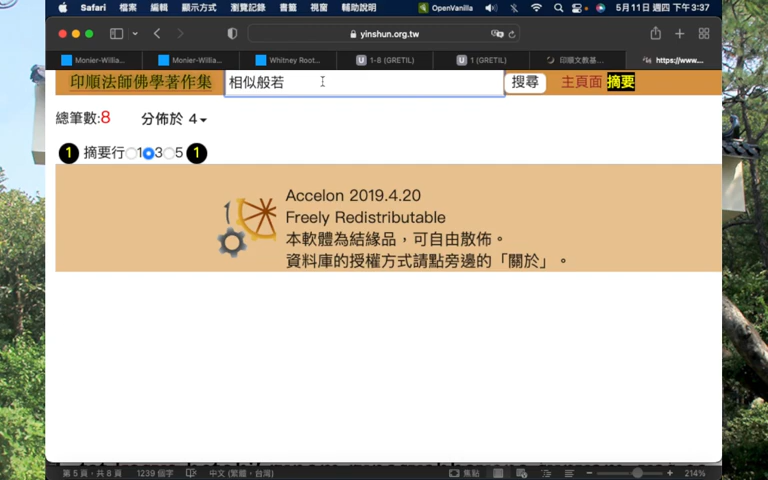 Safari 檔案 編輯 顯示方式 瀏覽記錄 書籤 視窗 輔助說明 OpenVanilla 5月11日 週四 下午3:37
yinshun.org.tw
Monier-Willia... Monier-Willia... Whitney Root... 1-8 (GRETIL) 1 (GRETIL) 印順文教基... https://www....
印順法師佛學著作集 相似般若 搜尋 主頁面 摘要
總筆數:8 分佈於 4
1 摘要行 1 3 5 1
Accelon 2019.4.20
Freely Redistributable
本軟體為結緣品，可自由散佈。
資料庫的授權方式請點旁邊的「關於」。
第 5 頁，共 8 頁 1239 個字 中文 (繁體，台灣) 集點 214%